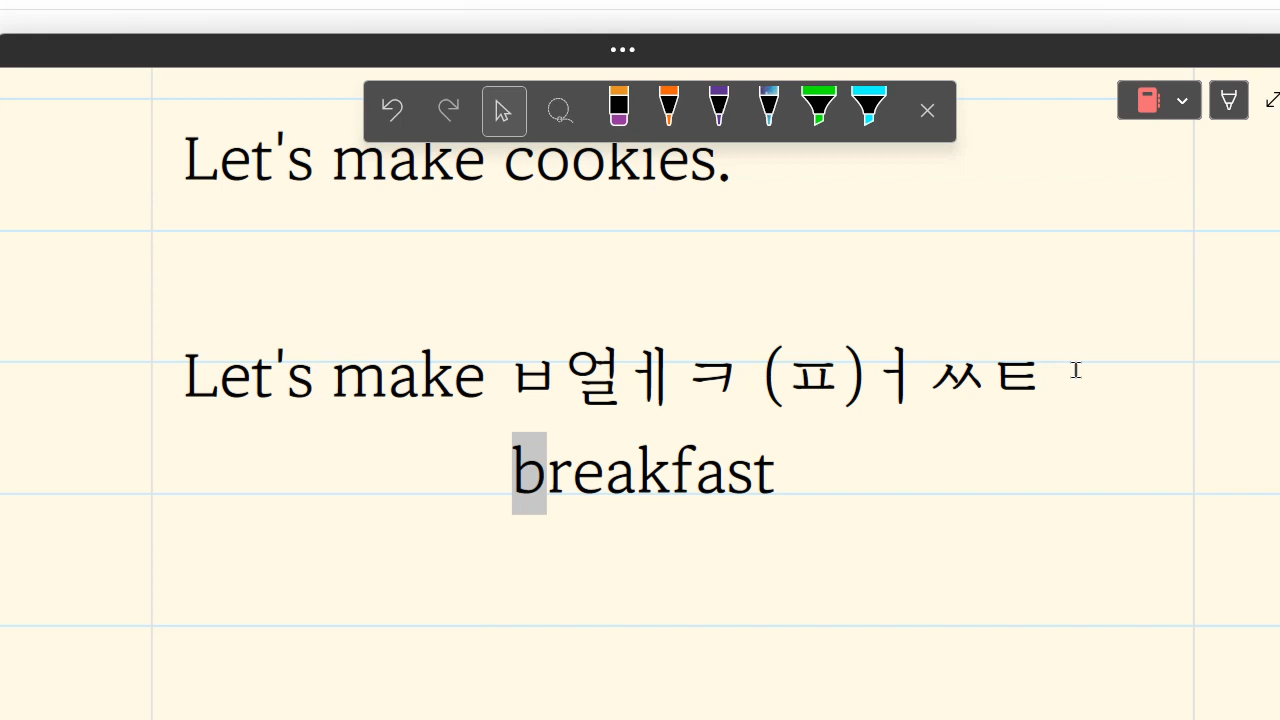 Let's make cookies.
Let's make ㅂ얼ㅔㅋ (ㅍ)ㅓㅆㅌ
breakfast